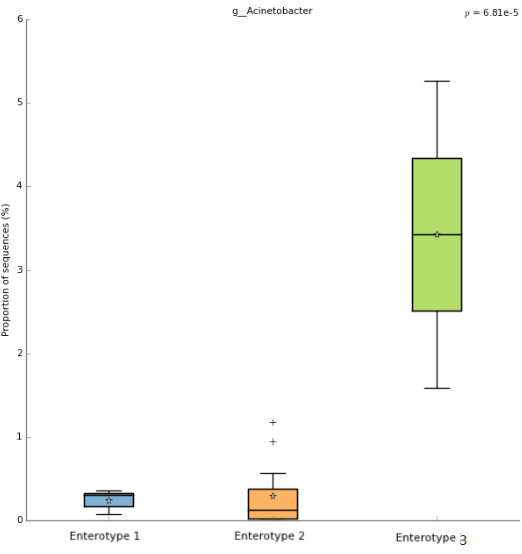 g__Acinetobacter
p = 6.81e-5
6
5
4
3
2
1
0
Proportion of sequences (%)
Enterotype 1
Enterotype 2
Enterotype 3